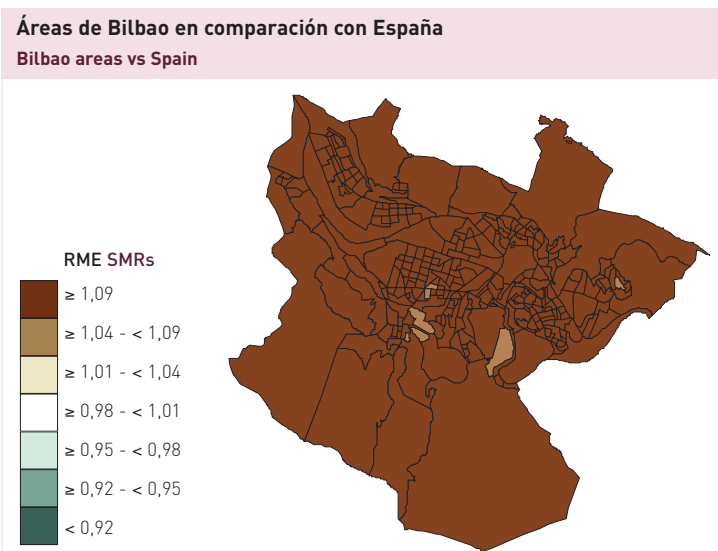 Áreas de Bilbao en comparación con España
Bilbao areas vs Spain
RME SMRs
≥ 1,09
≥ 1,04 - < 1,09
≥ 1,01 - < 1,04
≥ 0,98 - < 1,01
≥ 0,95 - < 0,98
≥ 0,92 - < 0,95
< 0,92